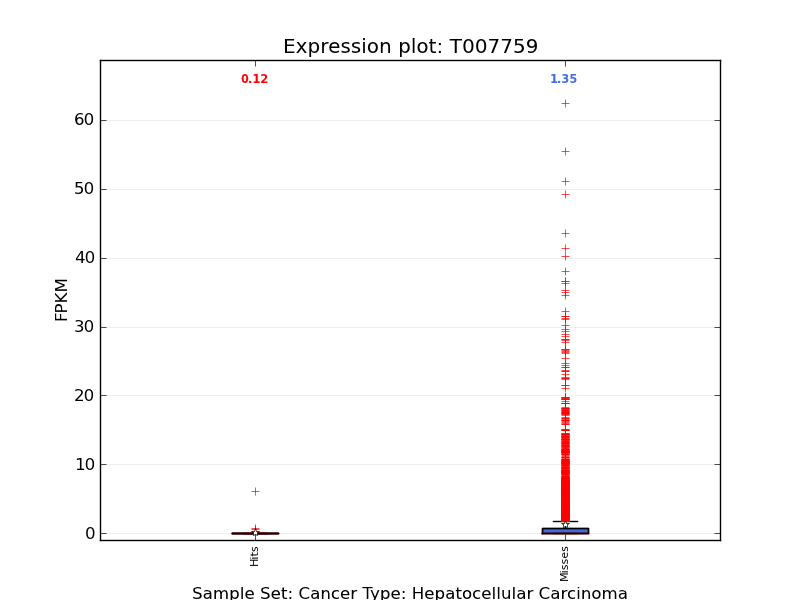 Expression plot: T007759
0.12
1.35
60
50
40
30
20
10
0
FPKM
Hits
Misses
Sample Set: Cancer Type: Hepatocellular Carcinoma